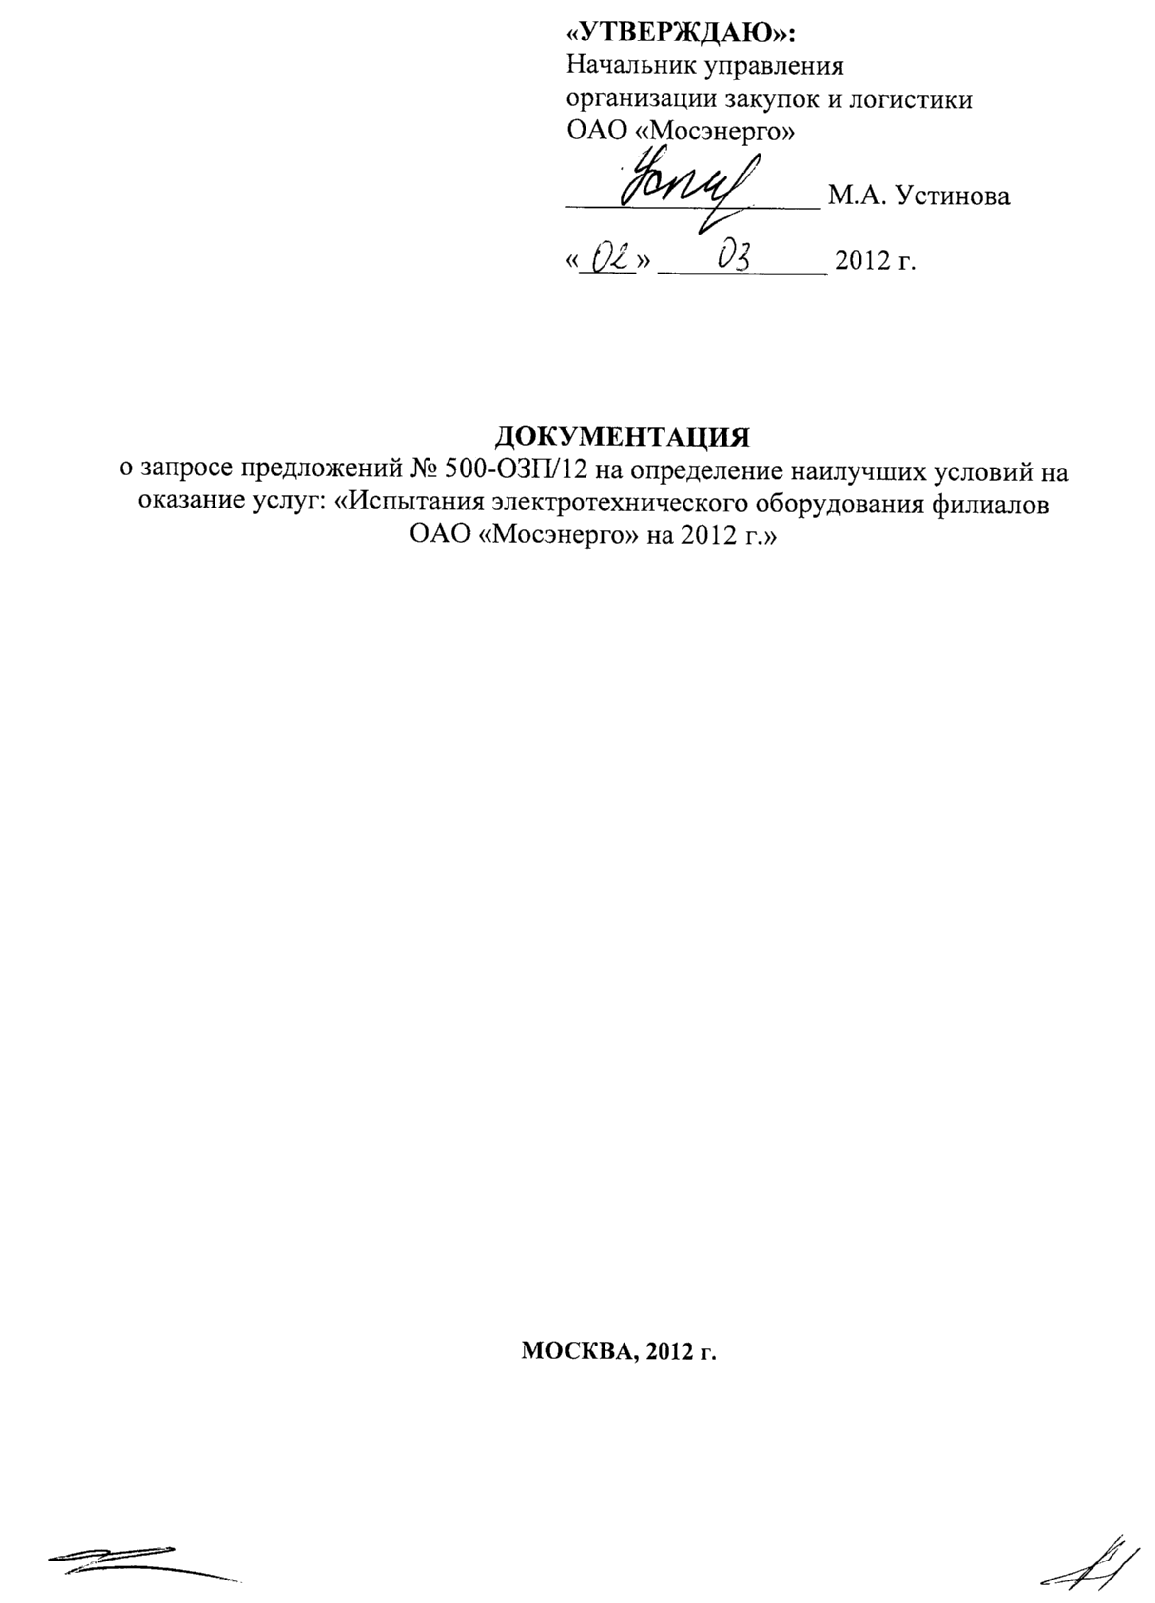 «УТВЕРЖДАЮ»:
Начальник управления
организации закупок и логистики
ОАО «Мосэнерго»
М.А. Устинова
«02» 03 2012 г.
ДОКУМЕНТАЦИЯ
о запросе предложений № 500-ОЗП/12 на определение наилучших условий на
оказание услуг: «Испытания электротехнического оборудования филиалов
ОАО «Мосэнерго» на 2012 г.»
МОСКВА, 2012 г.